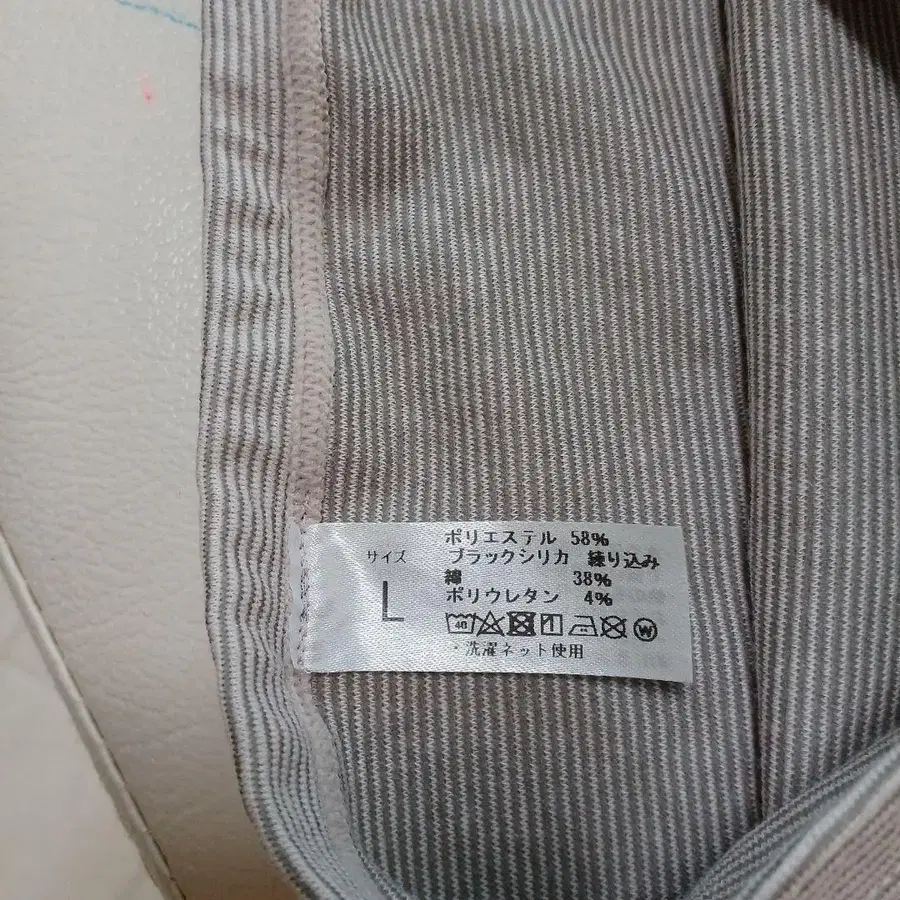 サイズ
L
ポリエステル 58%
ブラックシリカ 練り込み
綿 38%
ポリウレタン 4%
40 W
・洗濯ネット使用